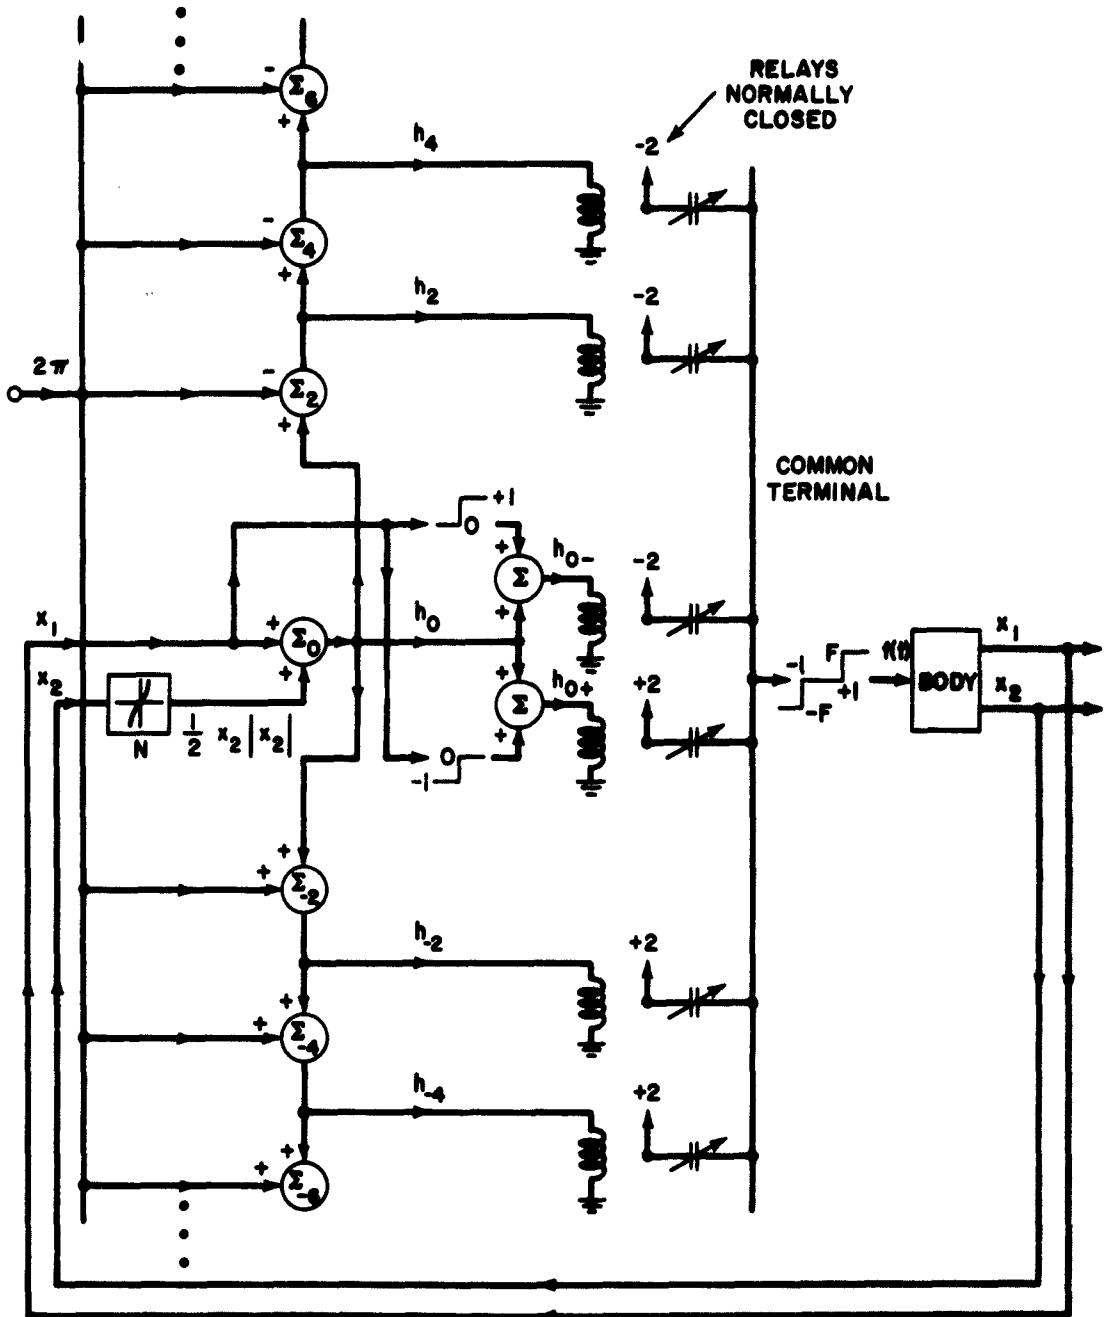 -
Σ6
+
RELAYS
NORMALLY
CLOSED
h4
-2
-
Σ4
+
h2
-2
2π
-
Σ2
+
COMMON
TERMINAL
+1
0
+
h0-
-2
Σ
+
x1
+
Σ0
h0
+
x2
N
1/2 x2|x2|
+
h0+
+2
Σ
+
0
-1
-1
F
+1
-F
f(t)
BODY
x1
x2
+
+
Σ-2
h-2
+2
+
+
Σ-4
h-4
+2
+
+
Σ-6